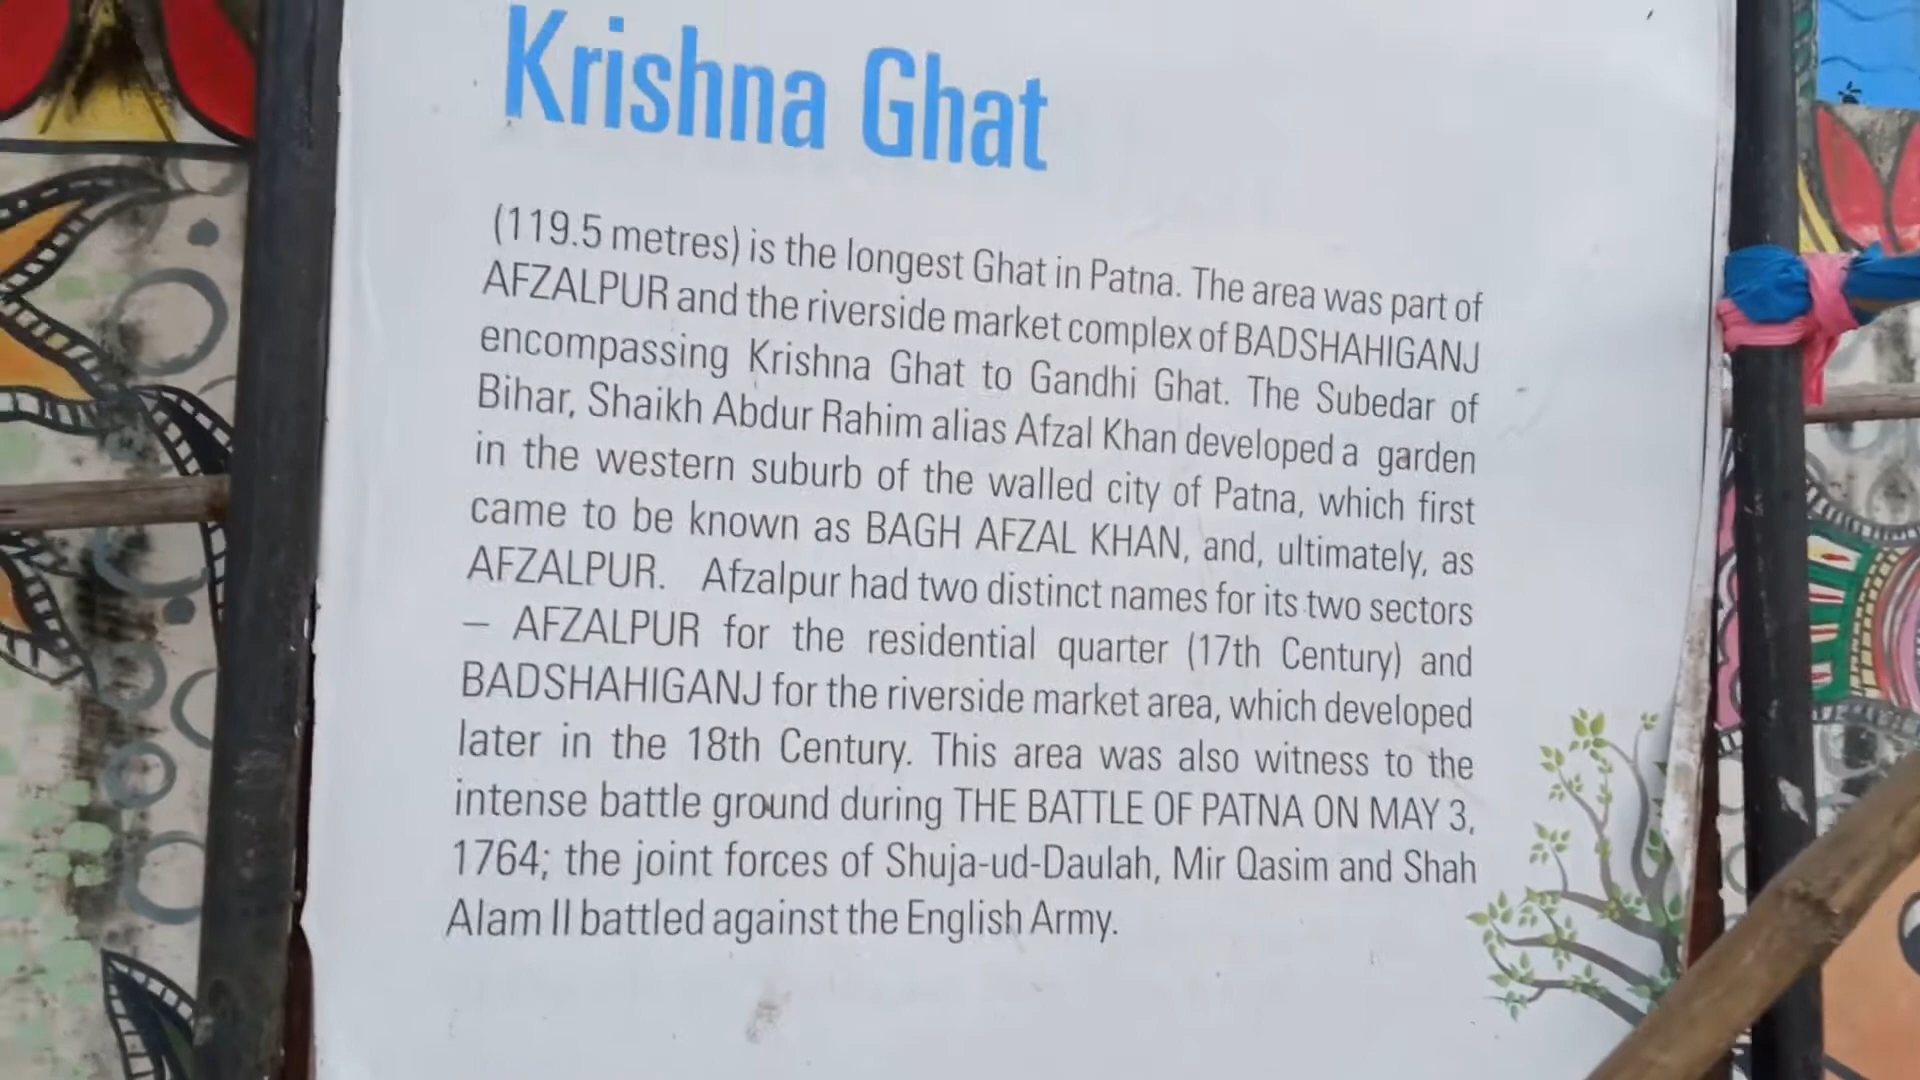 Krishna Ghat
(119.5 metres) is the longest Ghat in Patna. The area was part of
AFZALPUR and the riverside market complex of BADSHAHIGANJ
encompassing Krishna Ghat to Gandhi Ghat. The Subedar of
Bihar, Shaikh Abdur Rahim alias Afzal Khan developed a garden
in the western suburb of the walled city of Patna, which first
came to be known as BAGH AFZAL KHAN, and, ultimately, as
AFZALPUR. Afzalpur had two distinct names for its two sectors
– AFZALPUR for the residential quarter (17th Century) and
BADSHAHIGANJ for the riverside market area, which developed
later in the 18th Century. This area was also witness to the
intense battle ground during THE BATTLE OF PATNA ON MAY 3,
1764; the joint forces of Shuja-ud-Daulah, Mir Qasim and Shah
Alam II battled against the English Army.